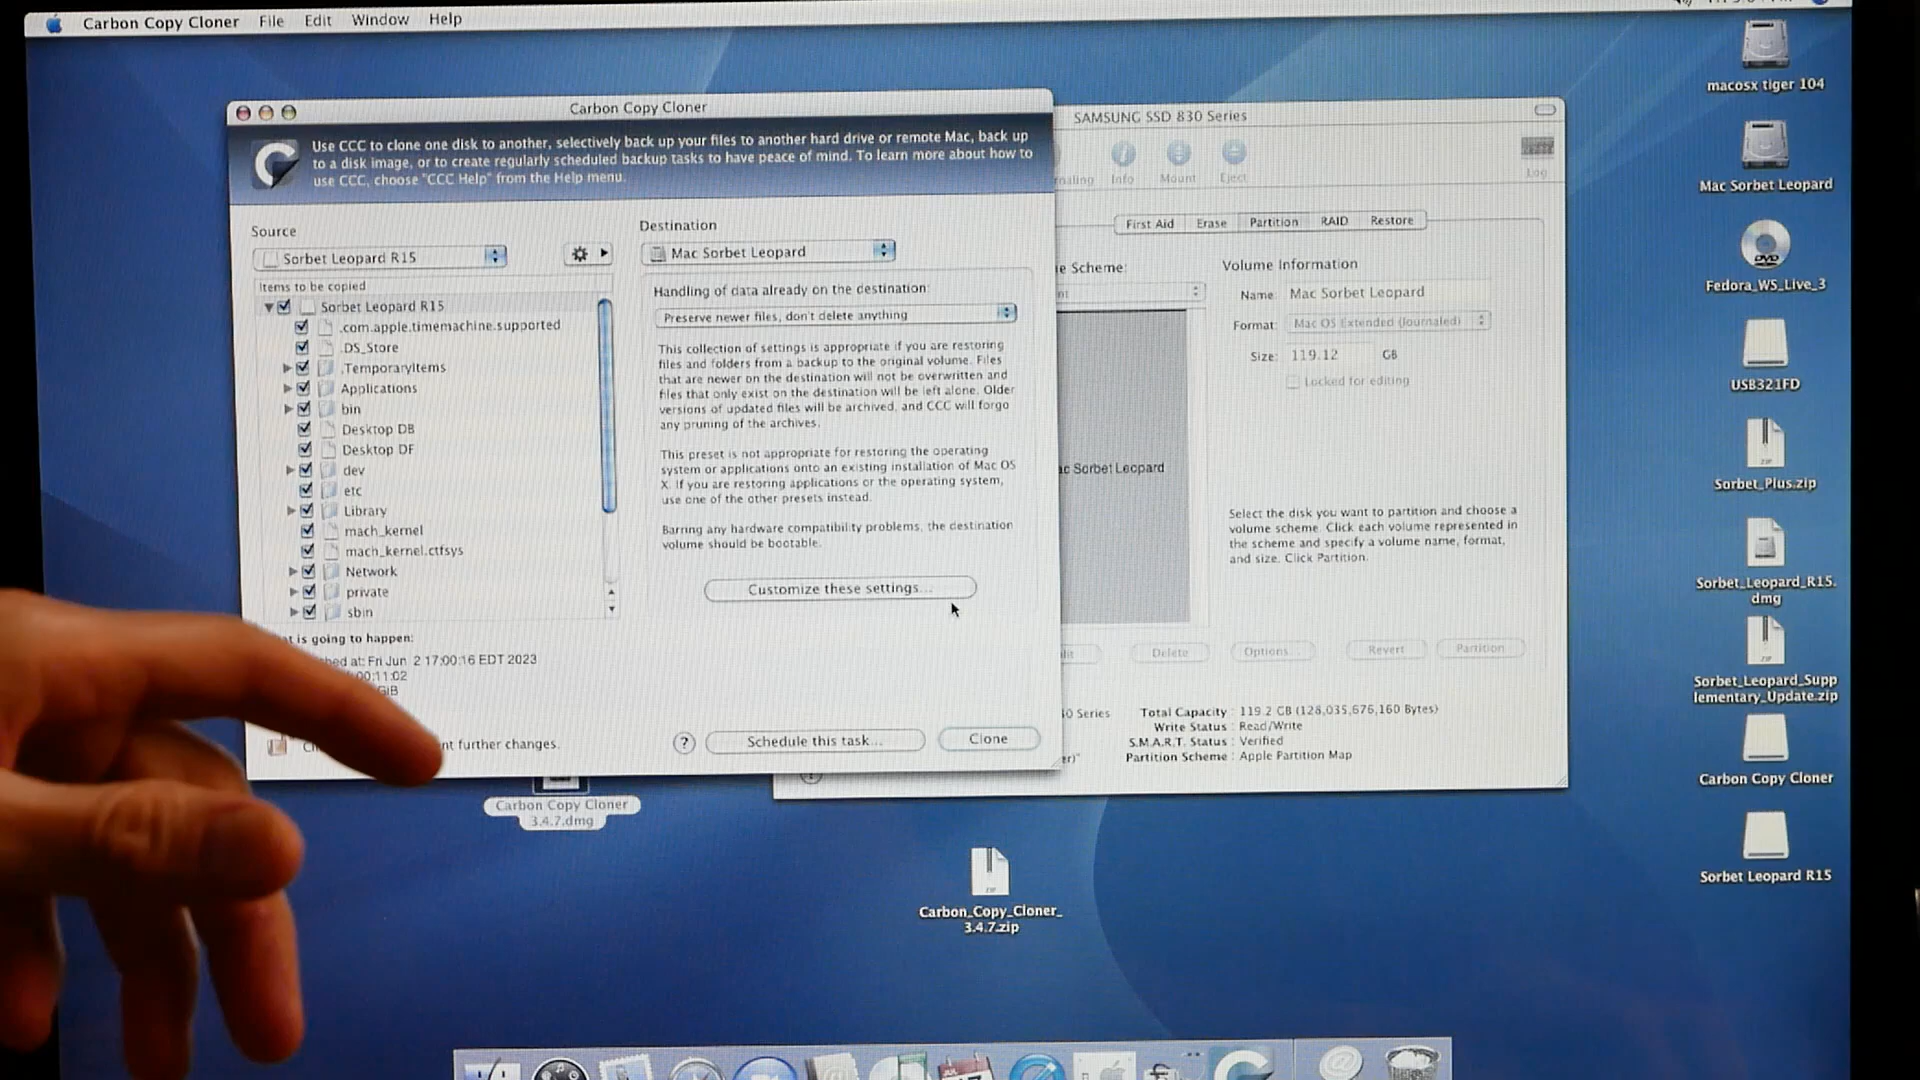 Carbon Copy Cloner File Edit Window Help
Carbon Copy Cloner
Use CCC to clone one disk to another, selectively back up your files to another hard drive or remote Mac, back up
to a disk image, or to create regularly scheduled backup tasks to have peace of mind. To learn more about how to
use CCC, choose "CCC Help" from the Help menu.
Source
Sorbet Leopard R15
Items to be copied
Sorbet Leopard R15
.com.apple.timemachine.supported
.DS_Store
.TemporaryItems
Applications
bin
Desktop DB
Desktop DF
dev
etc
Library
mach_kernel
mach_kernel.ctfsys
Network
private
sbin
is going to happen:
at: Fri Jun 2 17:00:16 EDT 2023
00:11:02
GiB
further changes.
Destination
Mac Sorbet Leopard
Handling of data already on the destination:
Preserve newer files, don't delete anything
This collection of settings is appropriate if you are restoring
files and folders from a backup to the original volume. Files
that are newer on the destination will not be overwritten and
files that only exist on the destination will be left alone. Older
versions of updated files will be archived, and CCC will forgo
any pruning of the archives.
This preset is not appropriate for restoring the operating
system or applications onto an existing installation of Mac OS
X. If you are restoring applications or the operating system,
use one of the other presets instead.
Barring any hardware compatibility problems, the destination
volume should be bootable.
Customize these settings...
? Schedule this task... Clone
SAMSUNG SSD 830 Series
Info Mount Eject
Log
First Aid Erase Partition RAID Restore
Scheme:
Volume Information
Name: Mac Sorbet Leopard
Format: Mac OS Extended (Journaled)
Size: 119.12 GB
Locked for editing
Sorbet Leopard
Select the disk you want to partition and choose a
volume scheme. Click each volume represented in
the scheme and specify a volume name, format,
and size. Click Partition.
Delete Options... Revert Partition
Series
Total Capacity : 119.2 GB (128,035,676,160 Bytes)
Write Status : Read/Write
S.M.A.R.T. Status : Verified
Partition Scheme : Apple Partition Map
Carbon Copy Cloner
3.4.7.dmg
ZIP
Carbon_Copy_Cloner_
3.4.7.zip
macosx tiger 104
Mac Sorbet Leopard
DVD
Fedora_WS_Live_3
USB321FD
ZIP
Sorbet_Plus.zip
Sorbet_Leopard_R15.
dmg
ZIP
Sorbet_Leopard_Supp
lementary_Update.zip
Carbon Copy Cloner
Sorbet Leopard R15